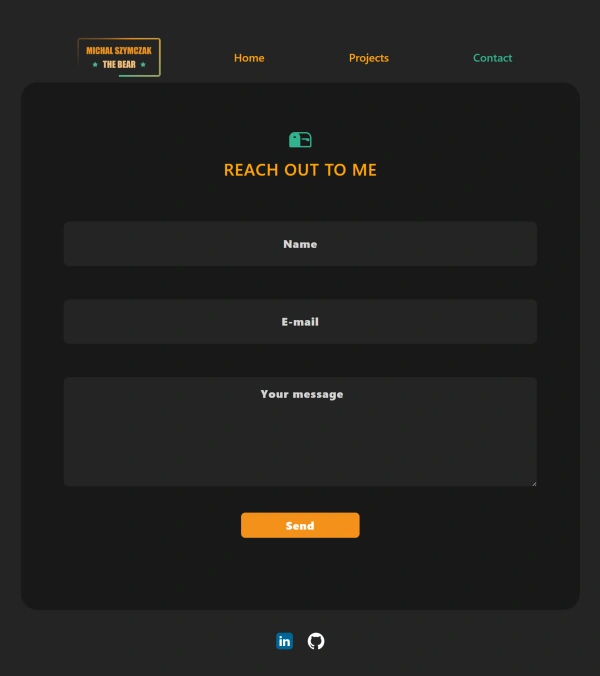 MICHAL SZYMCZAK
THE BEAR
Home
Projects
Contact
REACH OUT TO ME
Name
E-mail
Your message
Send
in